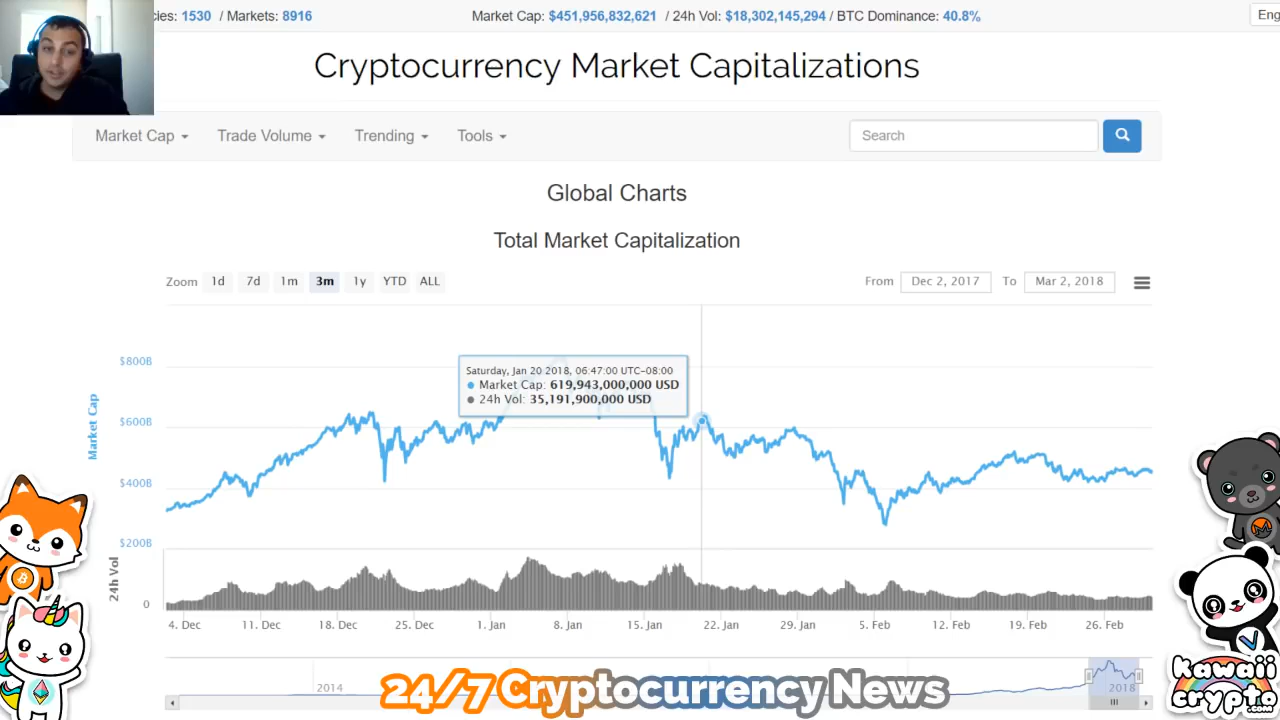 cies: 1530 / Markets: 8916
Market Cap: $451,956,832,621 / 24h Vol: $18,302,145,294 / BTC Dominance: 40.8%
Eng
Cryptocurrency Market Capitalizations
Market Cap
Trade Volume
Trending
Tools
Search
Global Charts
Total Market Capitalization
Zoom 1d 7d 1m 3m 1y YTD ALL
From Dec 2, 2017 To Mar 2, 2018
$800B
$600B
$400B
$200B
0
Market Cap
24h Vol
Saturday, Jan 20 2018, 06:47:00 UTC-08:00
Market Cap: 619,943,000,000 USD
24h Vol: 35,191,900,000 USD
4. Dec 11. Dec 18. Dec 25. Dec 1. Jan 8. Jan 15. Jan 22. Jan 29. Jan 5. Feb 12. Feb 19. Feb 26. Feb
2014
2018
24/7 Cryptocurrency News
kawaii
crypto
.com